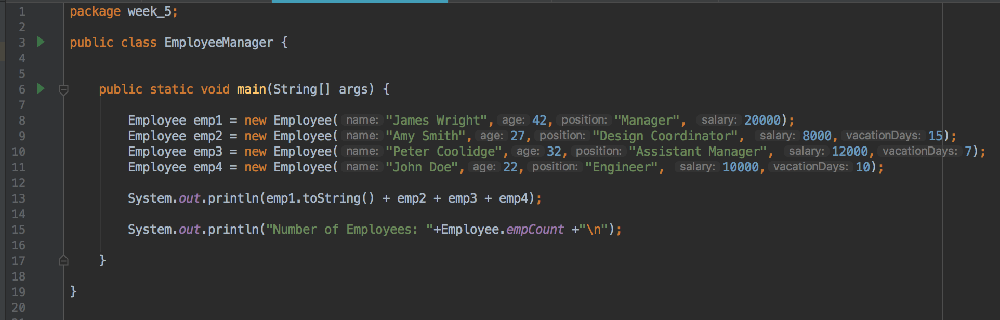 1 package week_5;
2
3 public class EmployeeManager {
4
5
6 public static void main(String[] args) {
7
8 Employee emp1 = new Employee( name: "James Wright", age: 42, position: "Manager", salary: 20000);
9 Employee emp2 = new Employee( name: "Amy Smith", age: 27, position: "Design Coordinator", salary: 8000, vacationDays: 15);
10 Employee emp3 = new Employee( name: "Peter Coolidge", age: 32, position: "Assistant Manager", salary: 12000, vacationDays: 7);
11 Employee emp4 = new Employee( name: "John Doe", age: 22, position: "Engineer", salary: 10000, vacationDays: 10);
12
13 System.out.println(emp1.toString() + emp2 + emp3 + emp4);
14
15 System.out.println("Number of Employees: "+Employee.empCount +"\n");
16
17 }
18
19 }
20